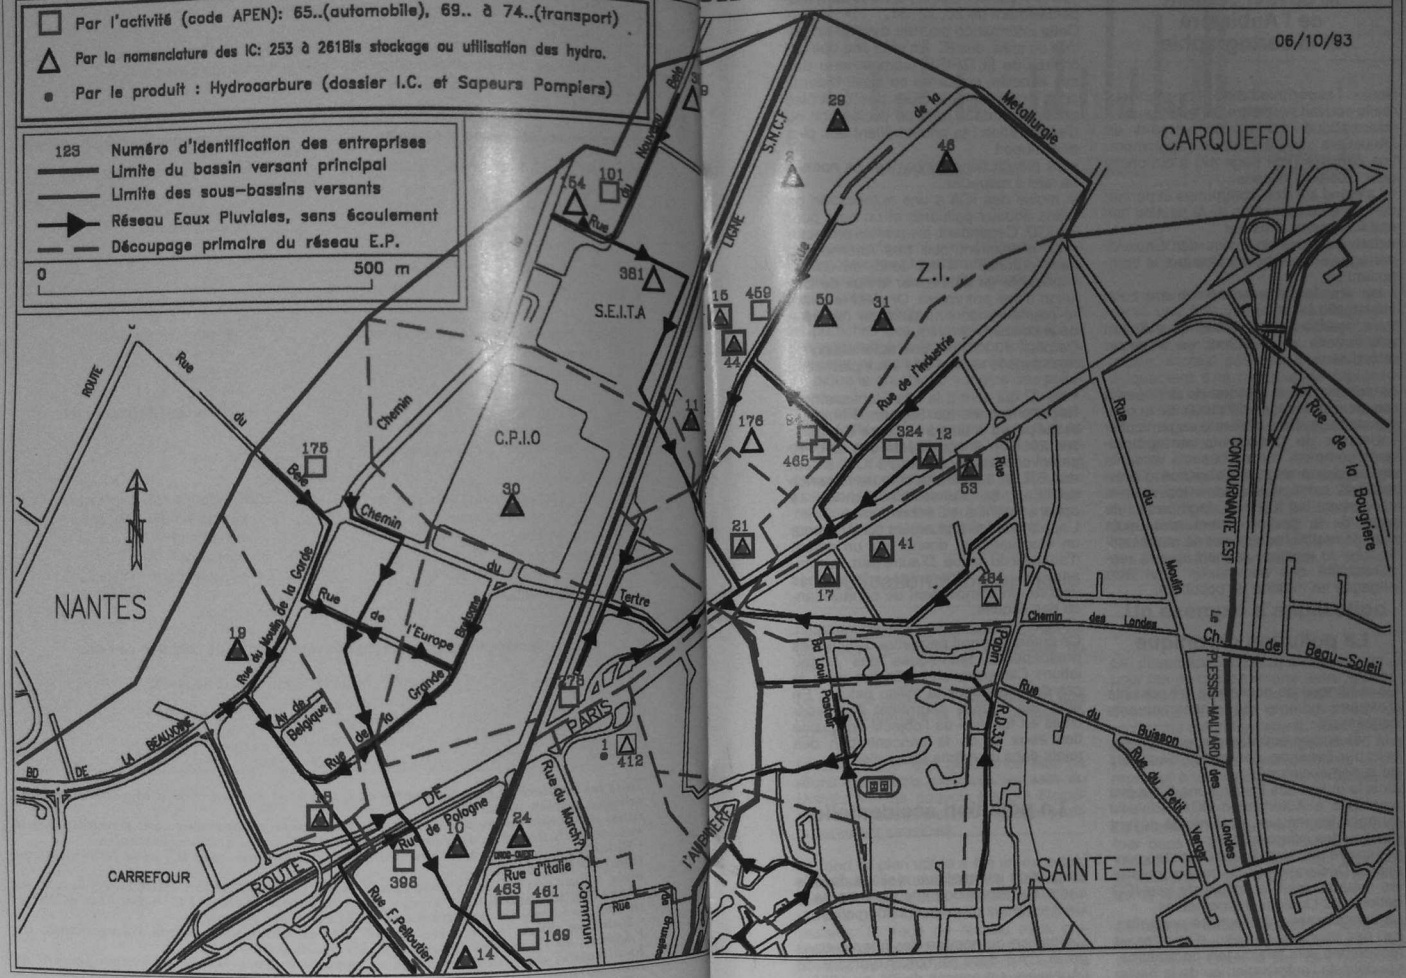 Par l'activité (code APEN): 65..(automobile), 69.. à 74..(transport)
Par la nomenclature des IC: 253 à 261Bis stockage ou utilisation des hydro.
Par le produit : Hydrocarbure (dossier I.C. et Sapeurs Pompiers)
123 Numéro d'identification des entreprises
Limite du bassin versant principal
Limite des sous-bassins versants
Réseau Eaux Pluviales, sens écoulement
Découpage primaire du réseau E.P.
0 500 m
06/10/93
CARQUEFOU
Nouveau Bele
9
29
de la
Métallurgie
46
S.N.C.F
2
101
154
du
Rue
LIGNE
381
S.E.I.T.A
Z.I.
15
459
50
31
44
ROUTE
Rue
du
Chemin
Rue de l'Industrie
11
176
94
465
324
12
53
Rue
Rue
du
Moulin
Rue de la Bougriere
CONTOURNANTE EST
C.P.I.O
175
Bele
30
N
Chemin
du
Tertre
21
41
17
484
NANTES
Rue du Moulin de la Garde
Rue
de
l'Europe
19
Chemin des Landes
Le
PLESSIS-MAILLARD
Ch. de Beau-Soleil
Papin
Bd Louis Pasteur
R.D.337
Rue
du
Buisson
des
Landes
Rue du Petit
Verger
Av. de
Belgique
Rue de la Grande
PARIS
1
412
BD DE LA BEAUJOIRE
DE
Rue de Pologne
10
24
Rue d'Italie
398
463
461
169
14
Rue F.Pelloutier
Commun
Rue
CARREFOUR
ROUTE
SAINTE-LUCE